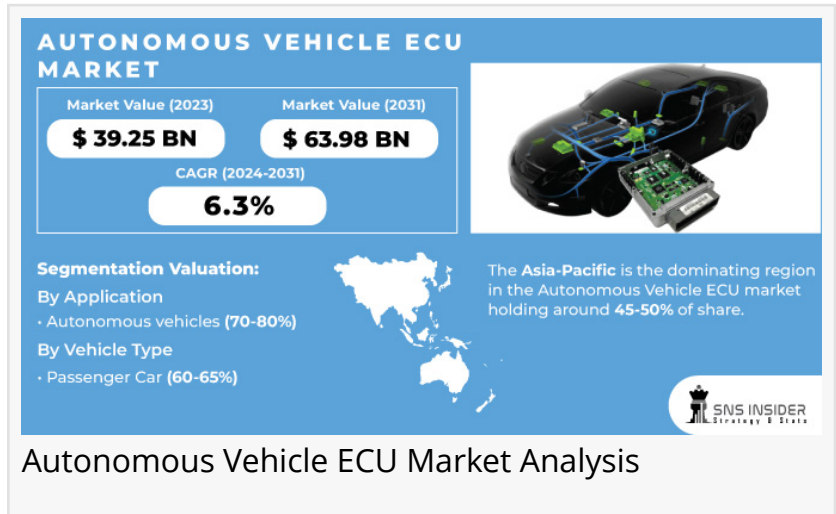 AUTONOMOUS VEHICLE ECU
MARKET
Market Value (2023)
Market Value (2031)
$ 39.25 BN
$ 63.98 BN
CAGR (2024-2031)
6.3%
Segmentation Valuation:
By Application
• Autonomous vehicles (70-80%)
By Vehicle Type
• Passenger Car (60-65%)
The Asia-Pacific is the dominating region
in the Autonomous Vehicle ECU market
holding around 45-50% of share.
SNS INSIDER
Strategy & Stats
Autonomous Vehicle ECU Market Analysis